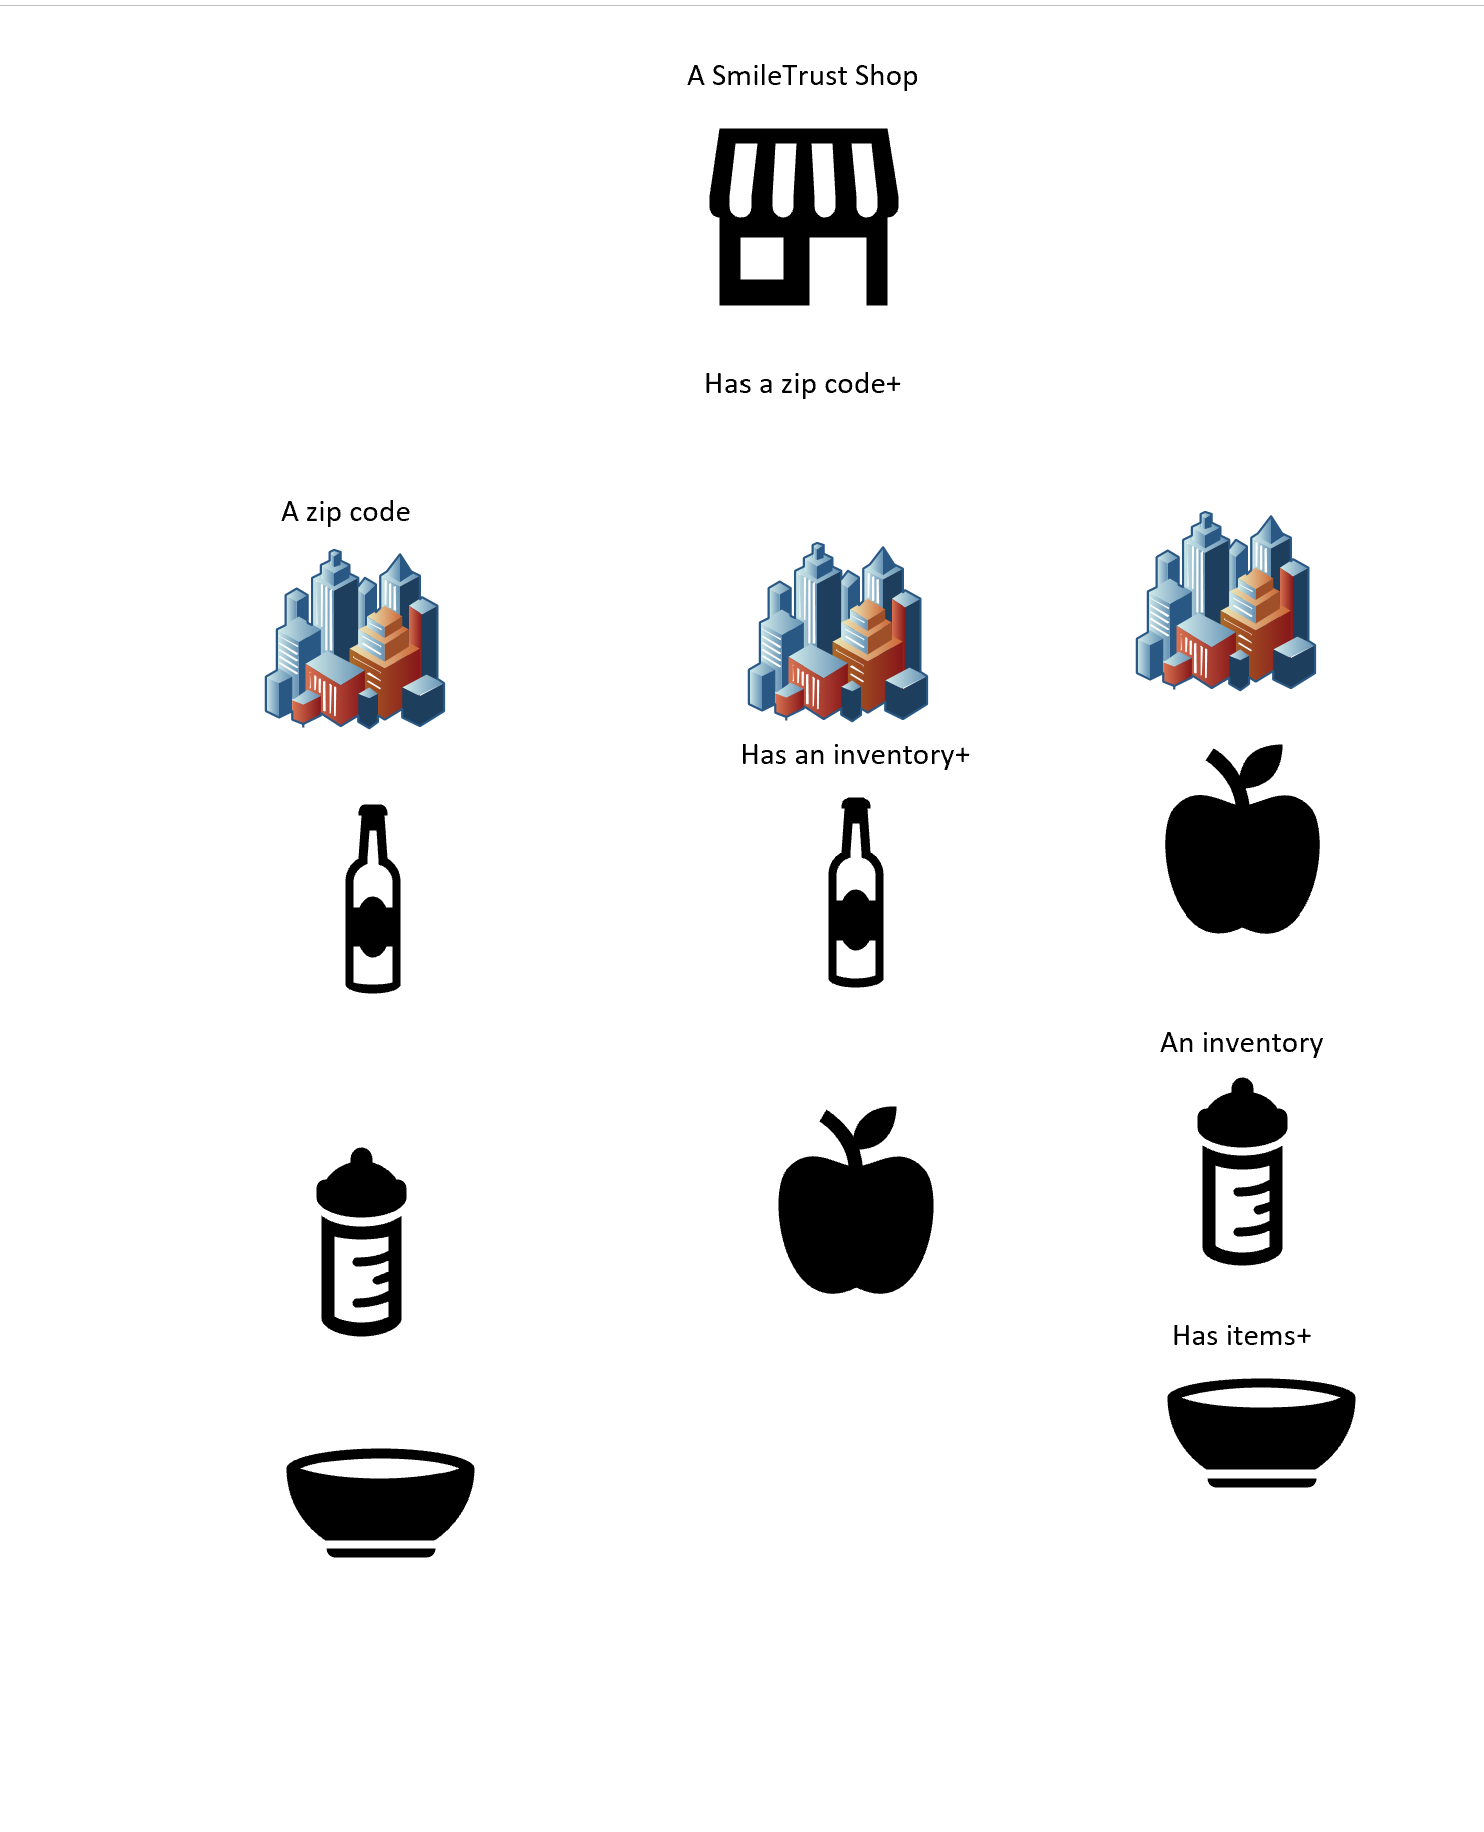 A SmileTrust Shop
Has a zip code+
A zip code
Has an inventory+
An inventory
Has items+